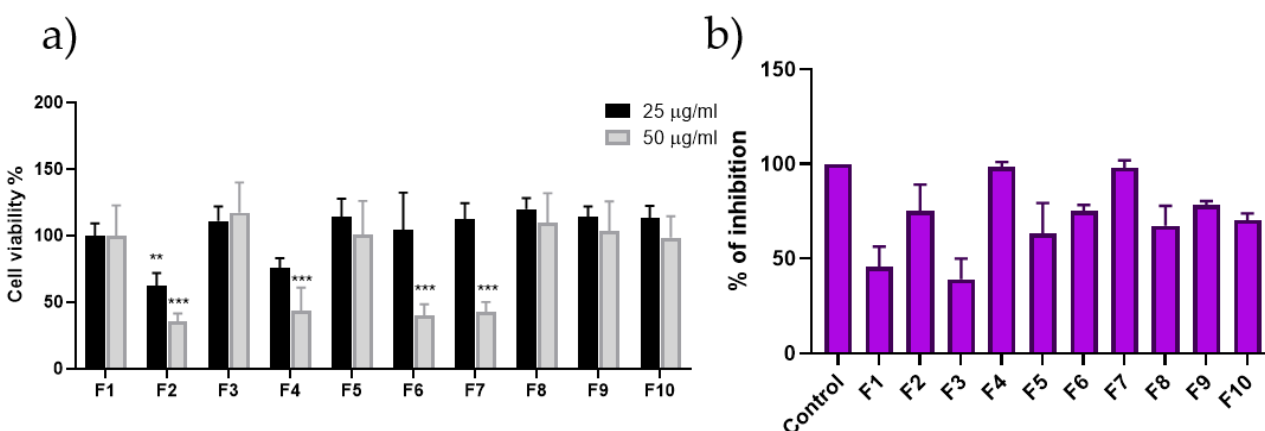 a)
Cell viability %
200
150
100
50
0
25 µg/ml
50 µg/ml
**
***
***
***
***
F1 F2 F3 F4 F5 F6 F7 F8 F9 F10
b)
% of inhibition
150
100
50
0
Control F1 F2 F3 F4 F5 F6 F7 F8 F9 F10